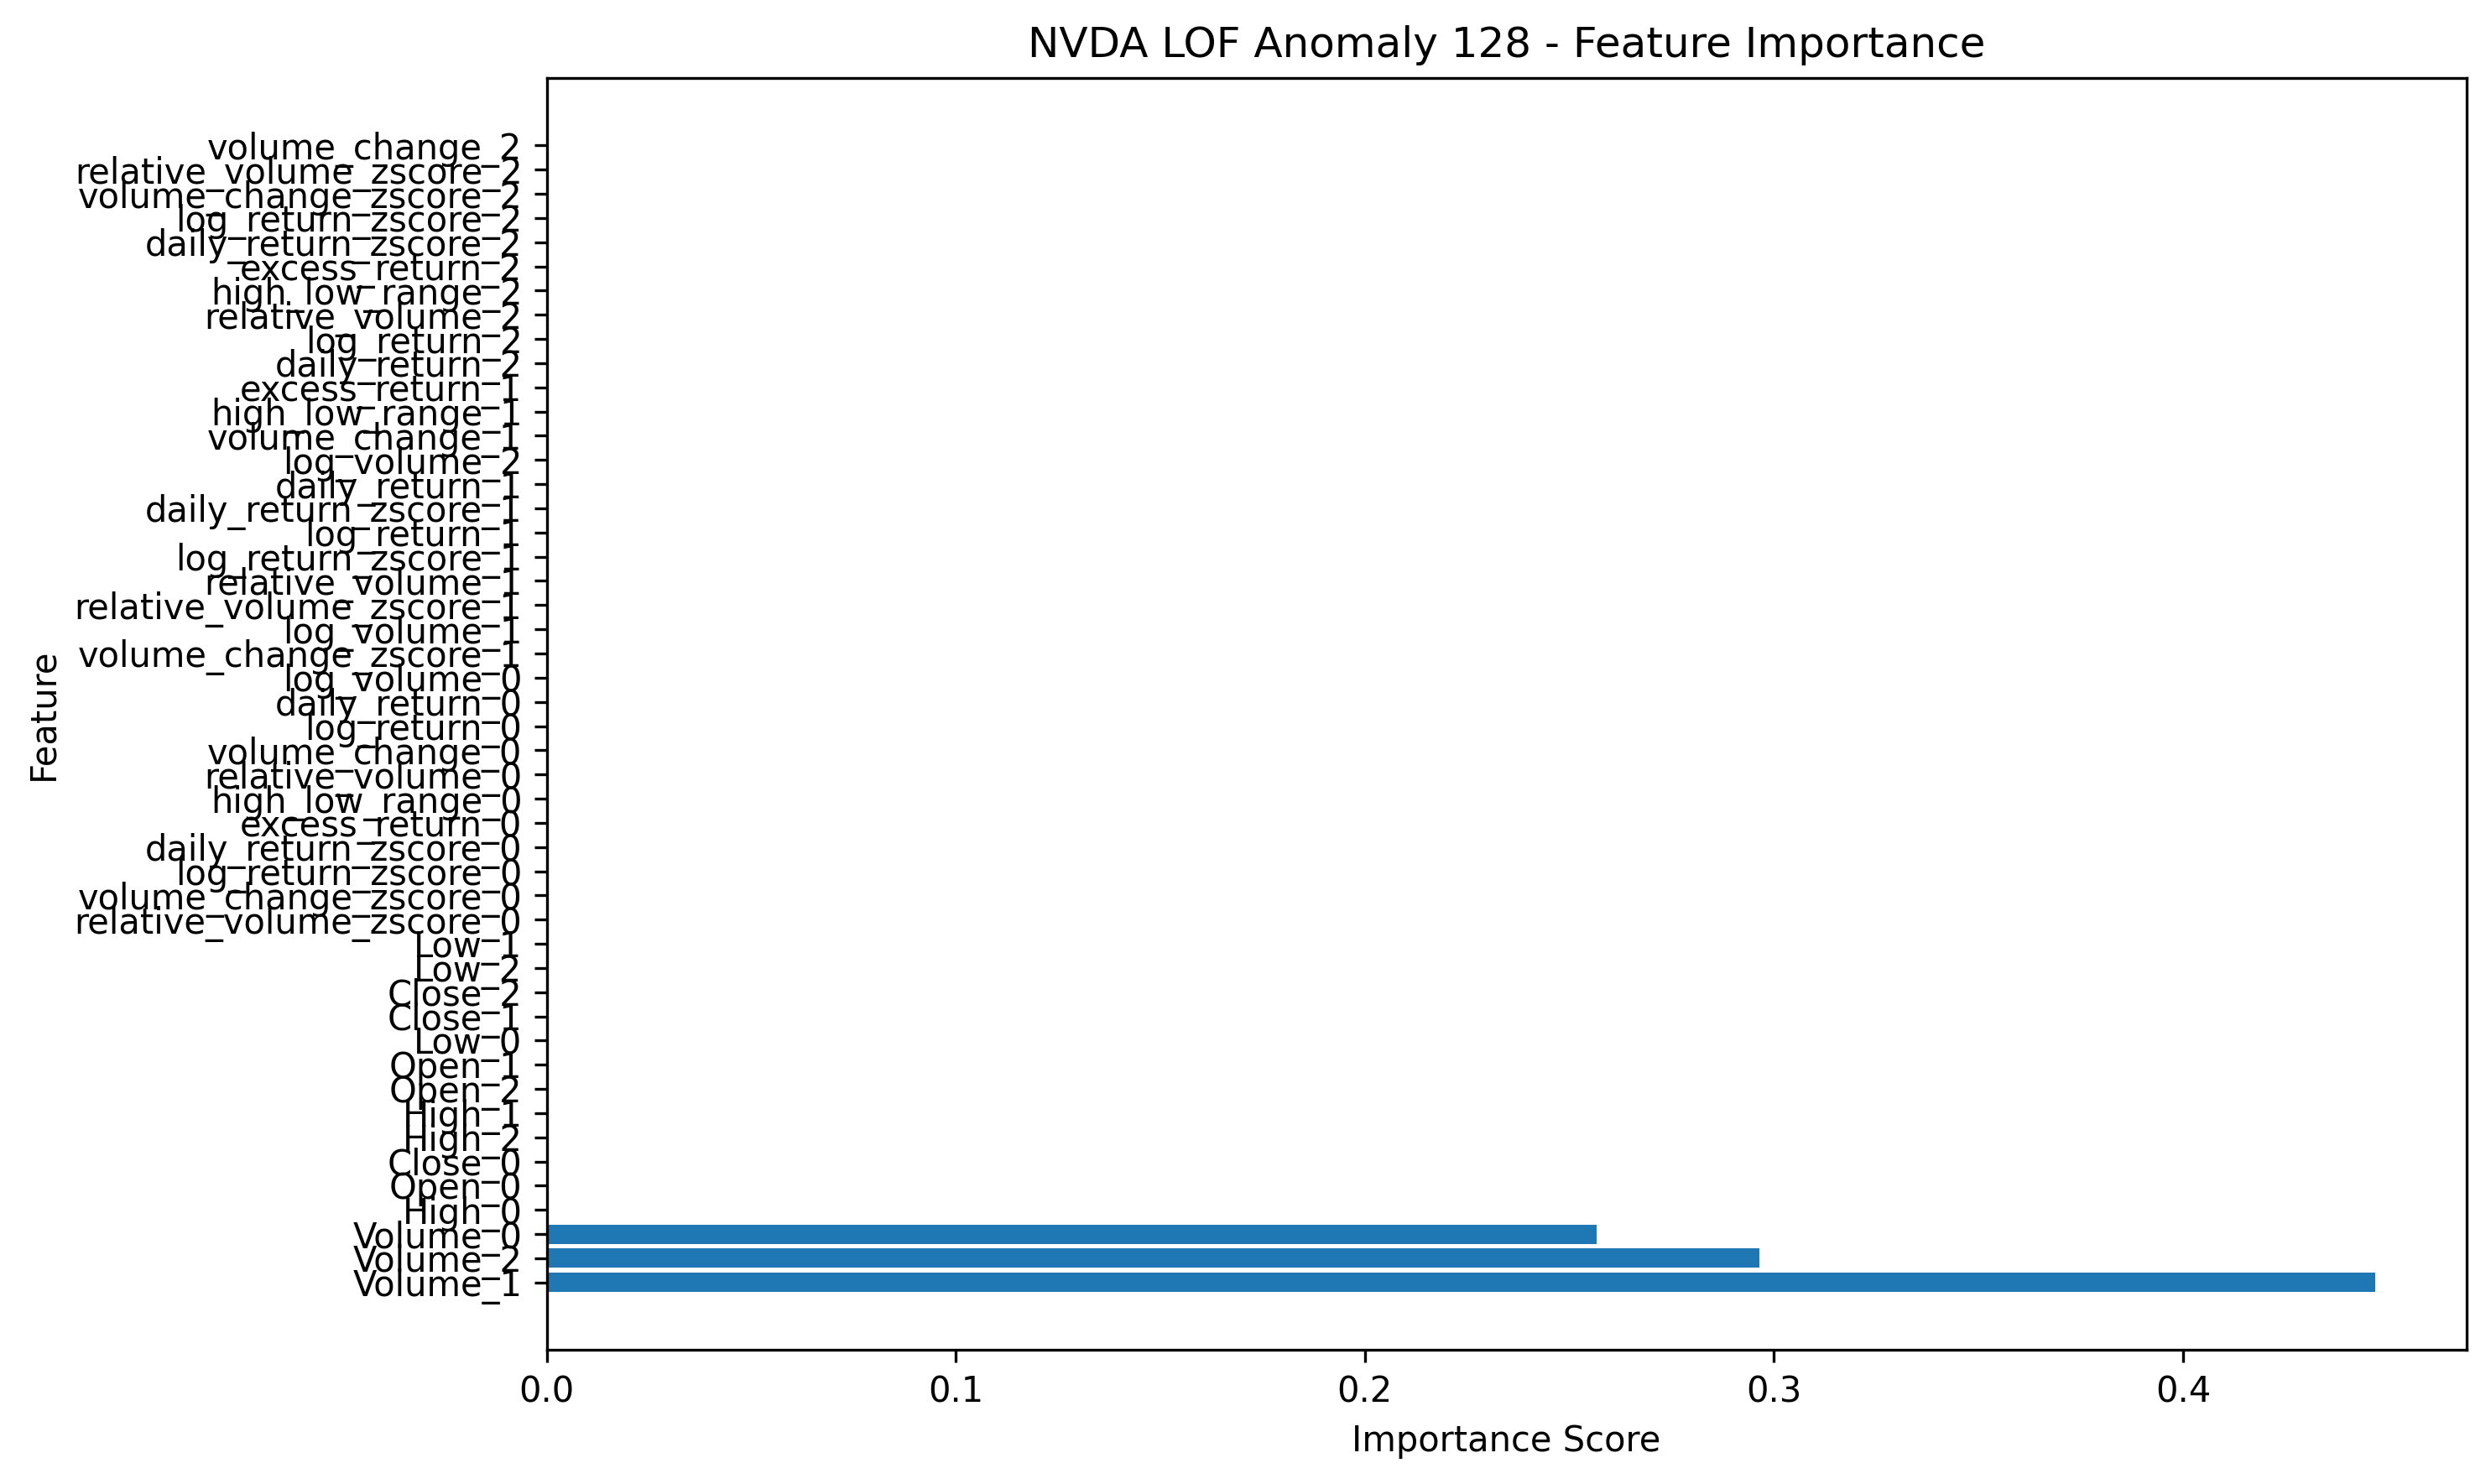 NVDA LOF Anomaly 128 - Feature Importance
volume_change_2
relative_volume_zscore_2
volume_change_zscore_2
log_return_zscore_2
daily_return_zscore_2
excess_return_2
high_low_range_2
relative_volume_2
log_return_2
daily_return_2
excess_return_1
high_low_range_1
volume_change_1
log_volume_2
daily_return_1
daily_return_zscore_1
log_return_1
log_return_zscore_1
relative_volume_1
relative_volume_zscore_1
log_volume_1
volume_change_zscore_1
log_volume_0
daily_return_0
log_return_0
volume_change_0
relative_volume_0
high_low_range_0
excess_return_0
daily_return_zscore_0
log_return_zscore_0
volume_change_zscore_0
relative_volume_zscore_0
Low_1
Low_2
Close_2
Close_1
Low_0
Open_1
Open_2
High_1
High_2
Close_0
Open_0
High_0
Volume_0
Volume_2
Volume_1
Feature
0.0 0.1 0.2 0.3 0.4
Importance Score